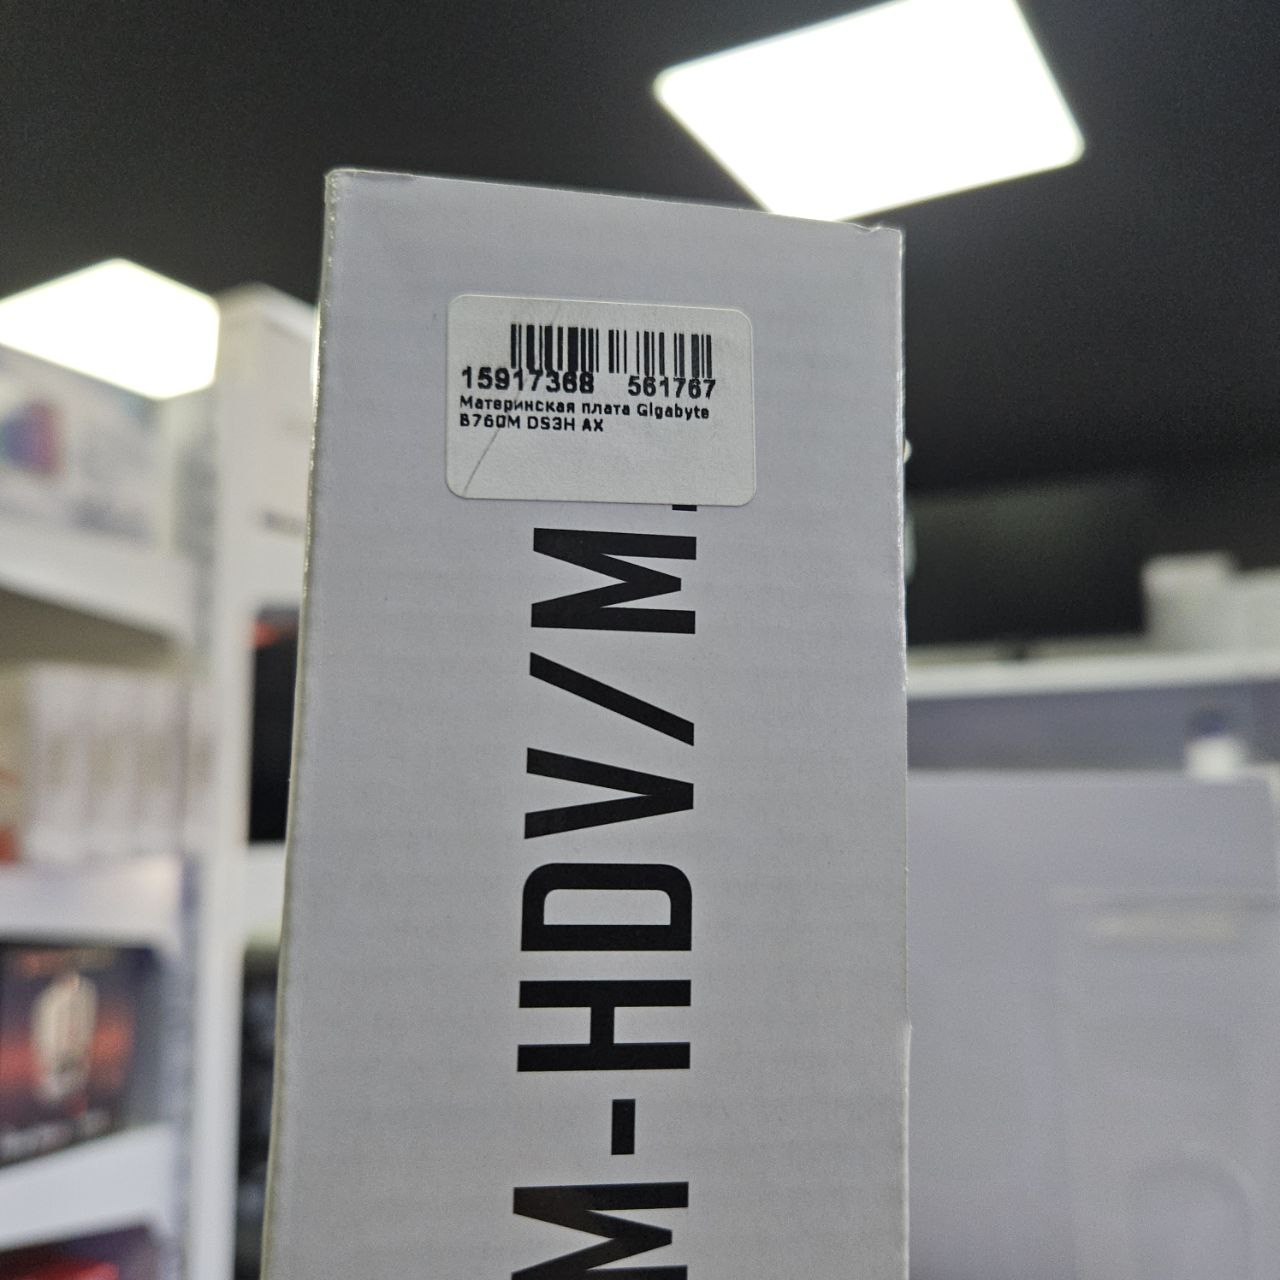 15917368 561767
Материнская плата Gigabyte
B760M DS3H AX
M-HDV/M.